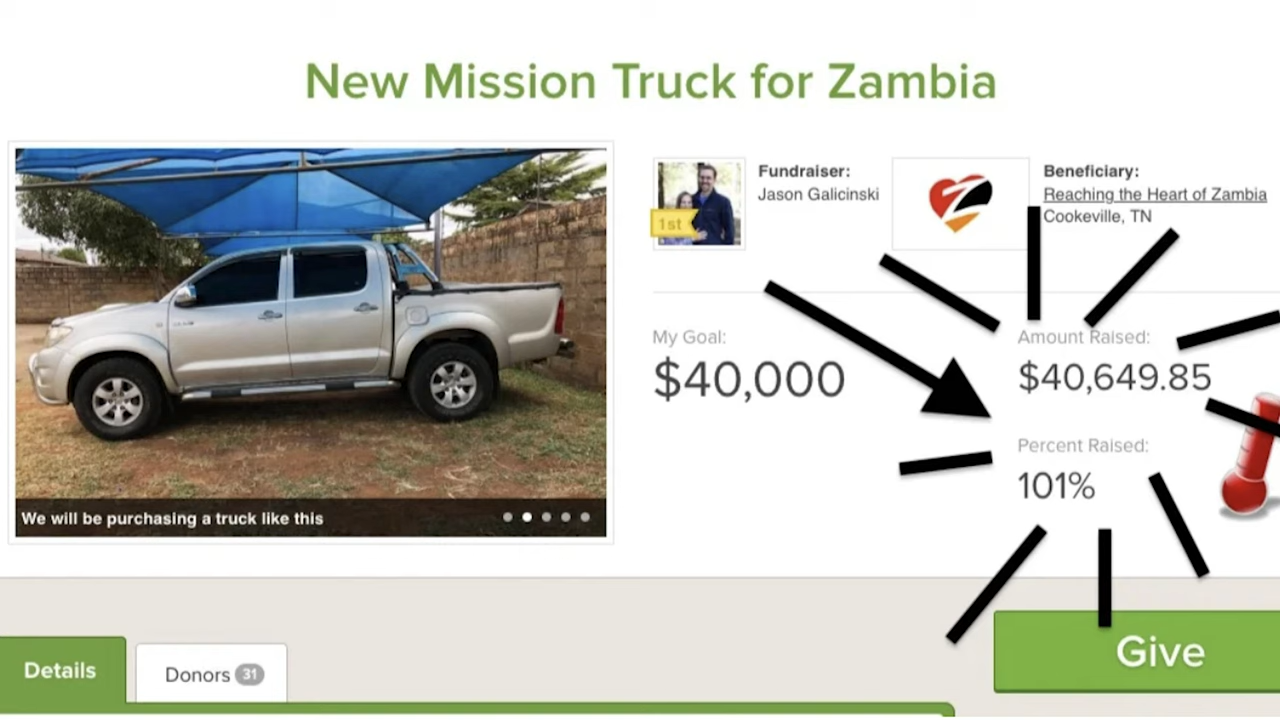 New Mission Truck for Zambia
We will be purchasing a truck like this
1st
Fundraiser:
Jason Galicinski
Z
Beneficiary:
Reaching the Heart of Zambia
Cookeville, TN
My Goal:
$40,000
Amount Raised:
$40,649.85
Percent Raised:
101%
Give
Details
Donors 31